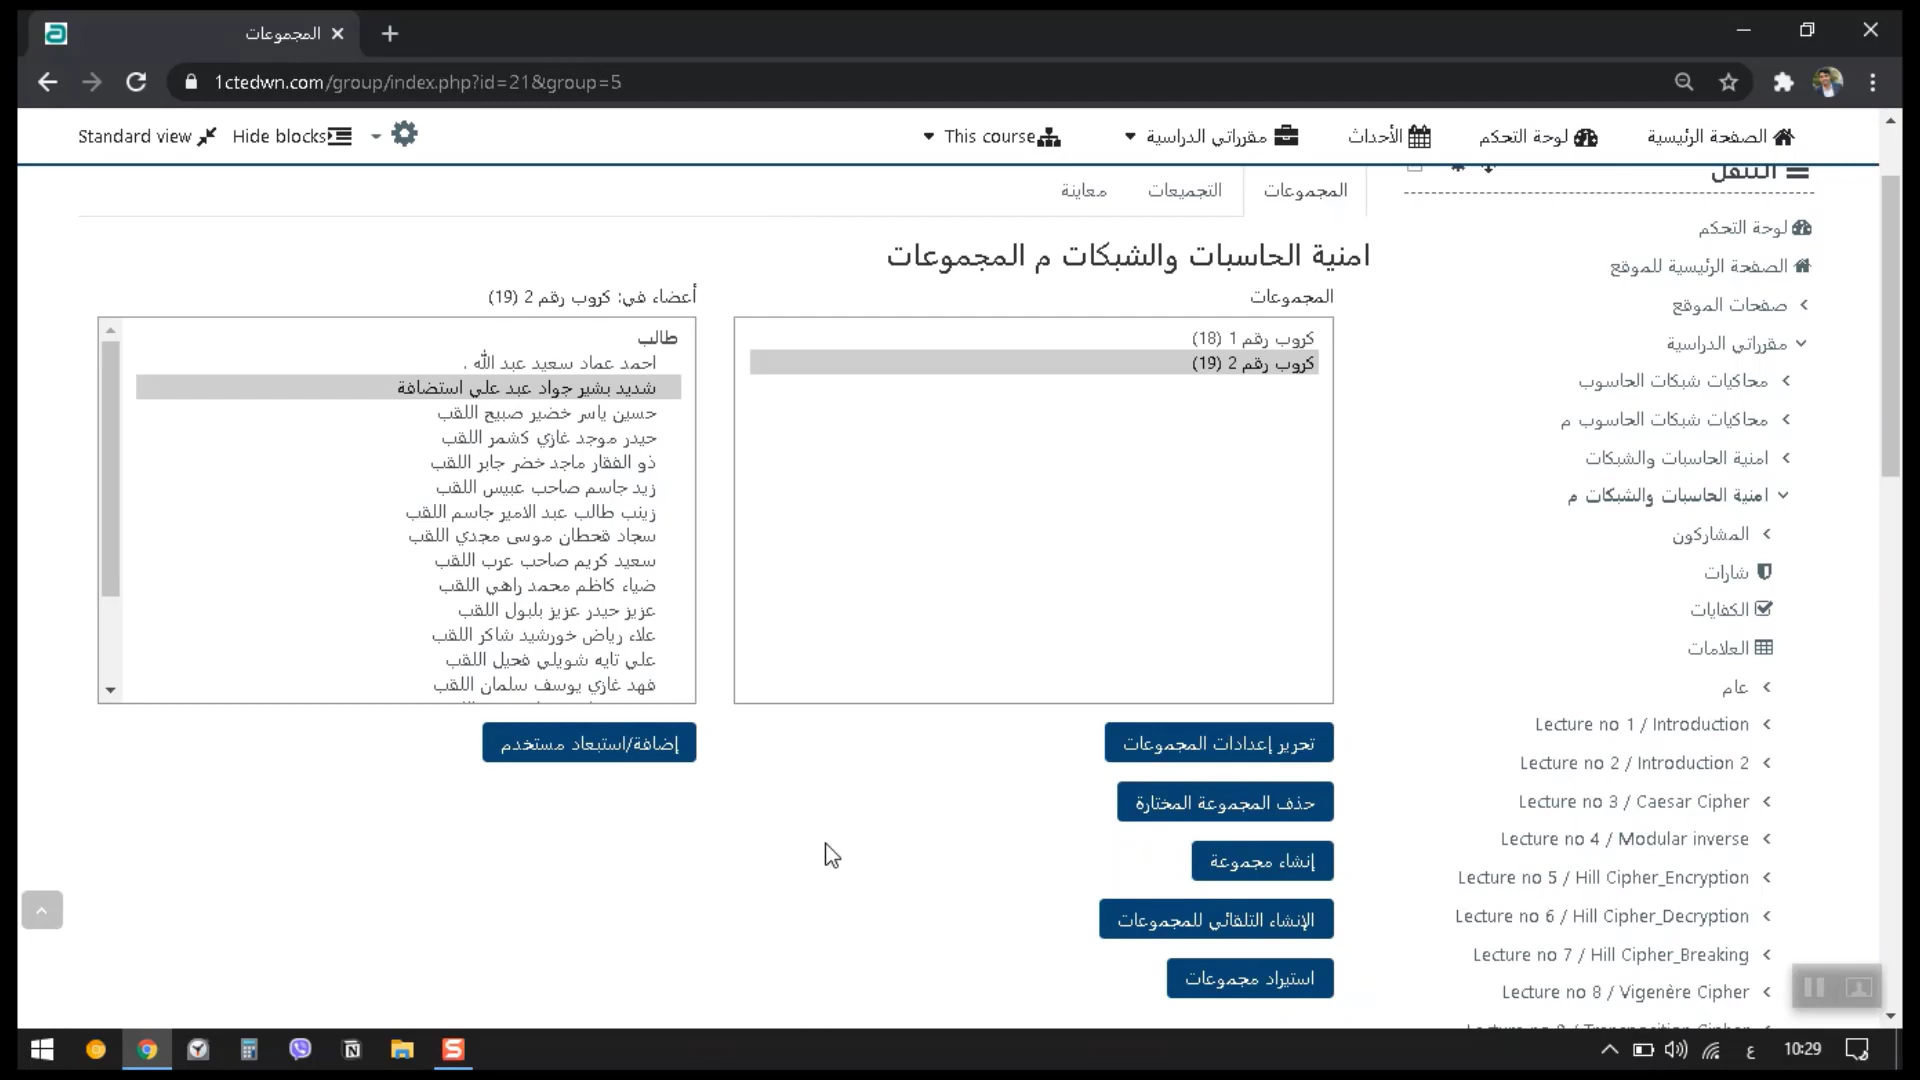 المجموعات
1ctedwn.com/group/index.php?id=21&group=5
الصفحة الرئيسية
لوحة التحكم
الأحداث
مقرراتي الدراسية
This course
Hide blocks
Standard view
التنقل
لوحة التحكم
الصفحة الرئيسية للموقع
صفحات الموقع
مقرراتي الدراسية
محاكيات شبكات الحاسوب
محاكيات شبكات الحاسوب م
امنية الحاسبات والشبكات
امنية الحاسبات والشبكات م
المشاركون
شارات
الكفايات
العلامات
عام
Lecture no 1 / Introduction
Lecture no 2 / Introduction 2
Lecture no 3 / Caesar Cipher
Lecture no 4 / Modular inverse
Lecture no 5 / Hill Cipher_Encryption
Lecture no 6 / Hill Cipher_Decryption
Lecture no 7 / Hill Cipher_Breaking
Lecture no 8 / Vigenère Cipher
المجموعات
التجميعات
معاينة
امنية الحاسبات والشبكات م المجموعات
المجموعات
كروب رقم 1 (18)
كروب رقم 2 (19)
تحرير إعدادات المجموعات
حذف المجموعة المختارة
إنشاء مجموعة
الإنشاء التلقائي للمجموعات
استيراد مجموعات
أعضاء في: كروب رقم 2 (19)
طالب
احمد عماد سعيد عبد الله .
شديد بشير جواد عبد علي استضافة
حسين ياسر خضير صبيح اللقب
حيدر موجد غازي كشمر اللقب
ذو الفقار ماجد خضر جابر اللقب
زيد جاسم صاحب عبيس اللقب
زينب طالب عبد الامير جاسم اللقب
سجاد قحطان موسى مجدي اللقب
سعيد كريم صاحب عرب اللقب
ضياء كاظم محمد راهي اللقب
عزيز حيدر عزيز بلبول اللقب
علاء رياض خورشيد شاكر اللقب
علي تايه شويلي فحيل اللقب
فهد غازي يوسف سلمان اللقب
إضافة/استبعاد مستخدم
ع
10:29